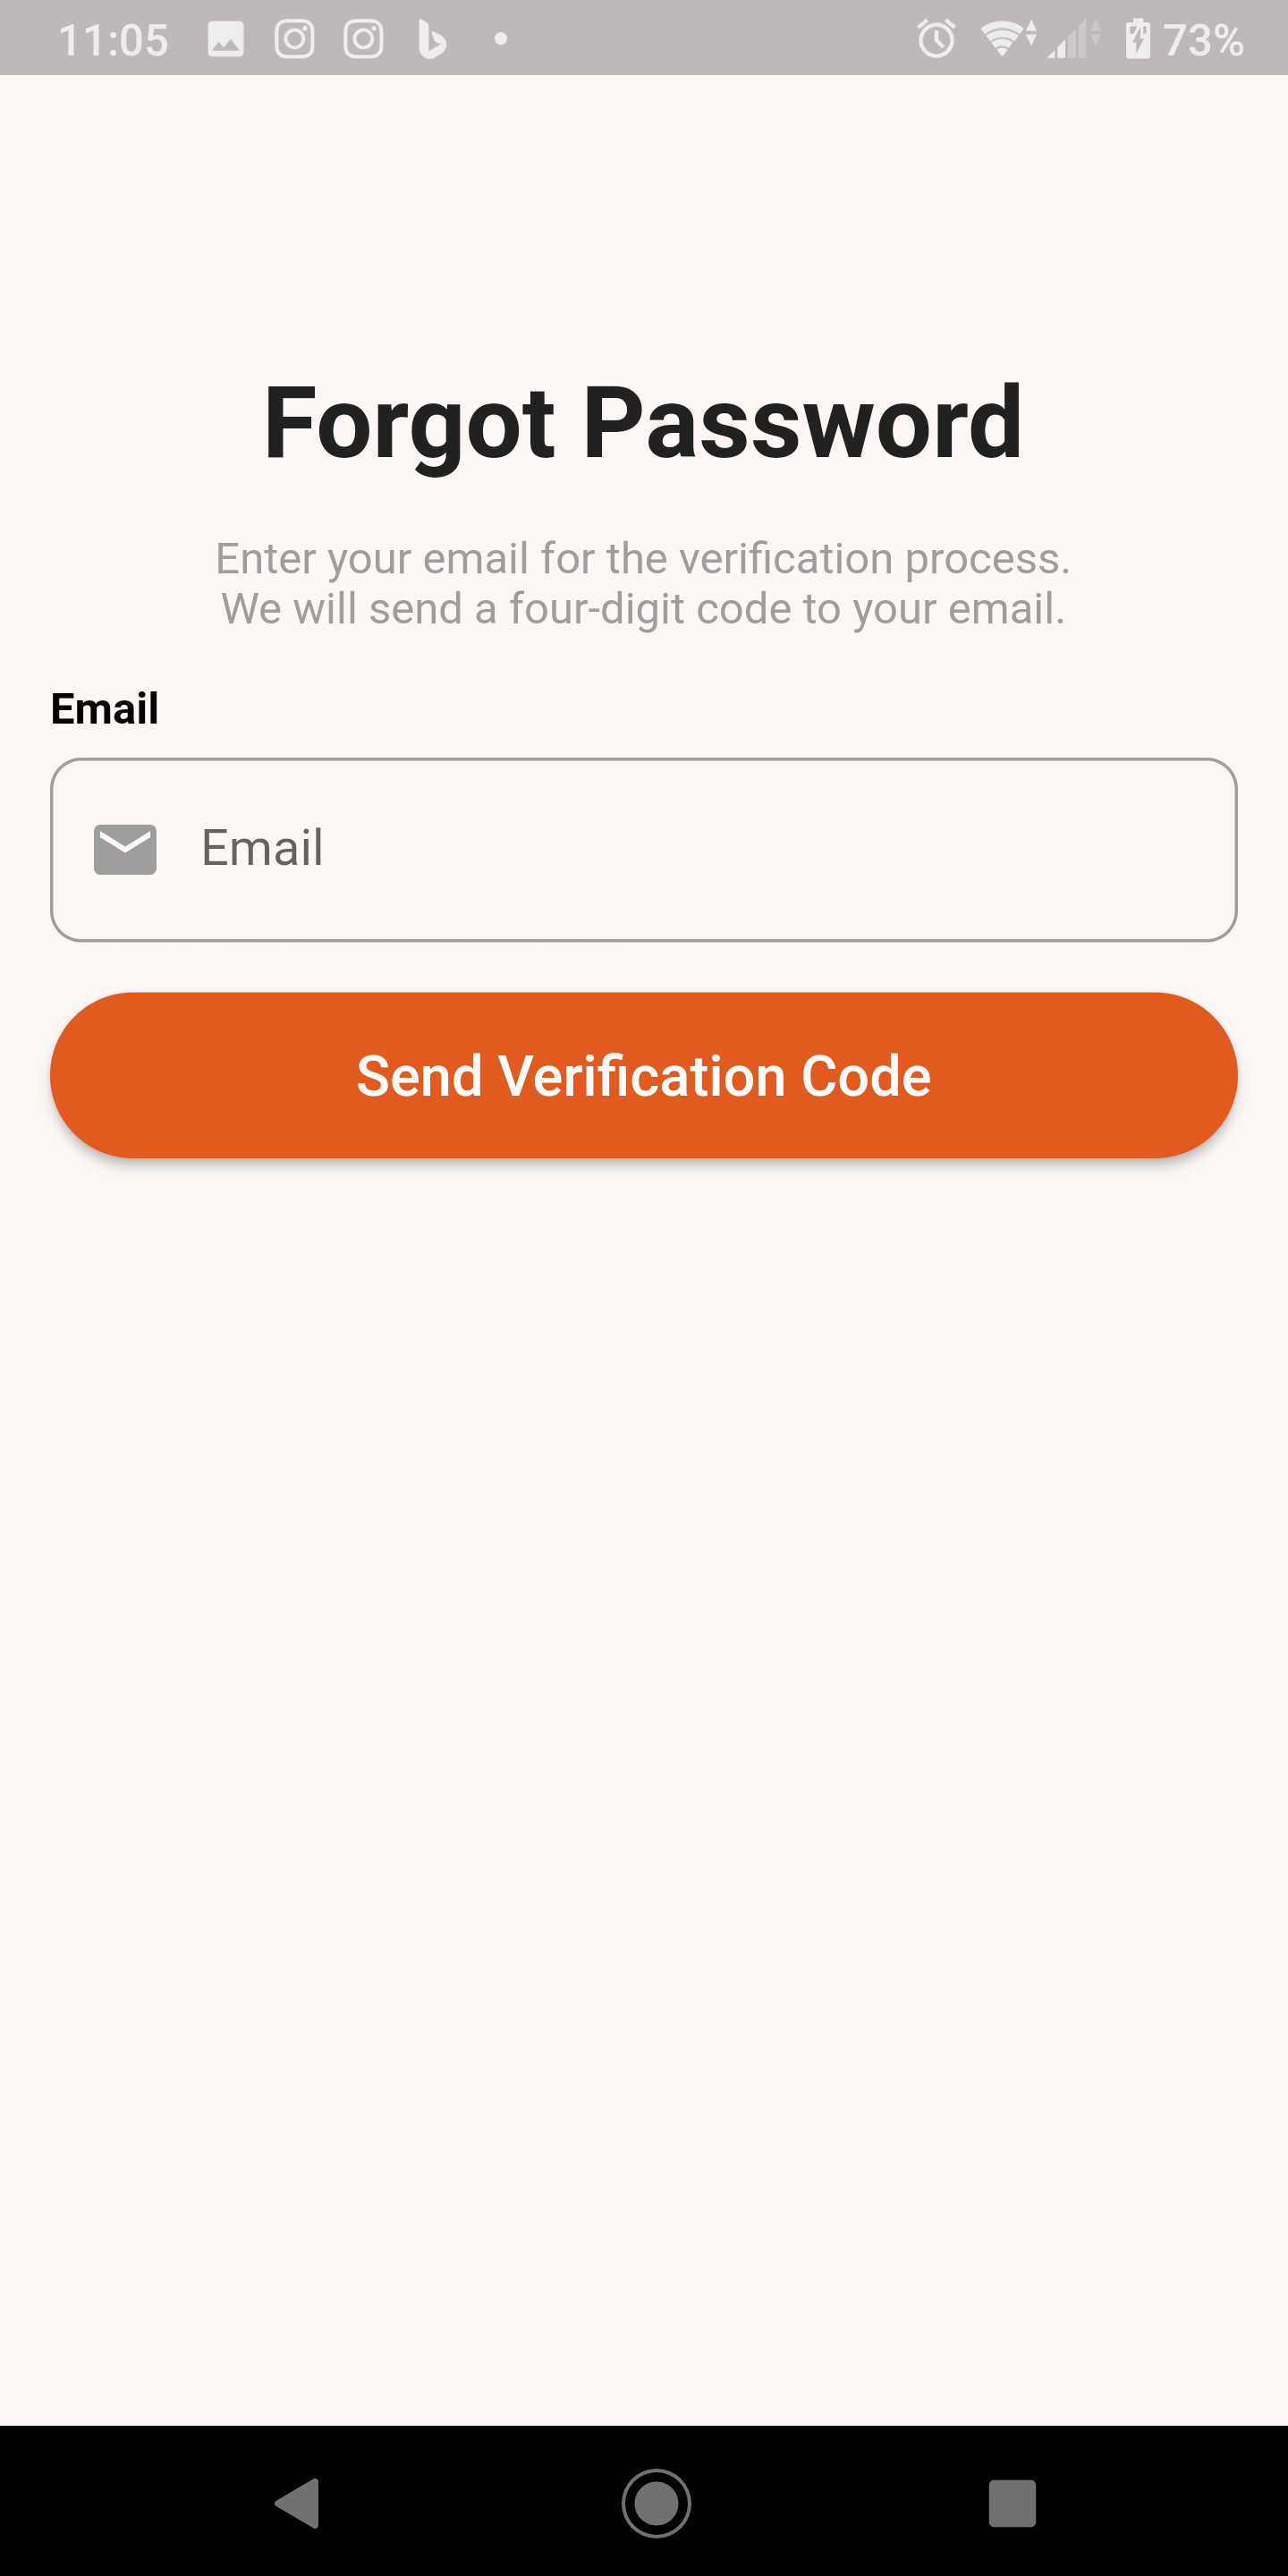 11:05 73%
Forgot Password
Enter your email for the verification process.
We will send a four-digit code to your email.
Email
Email
Send Verification Code